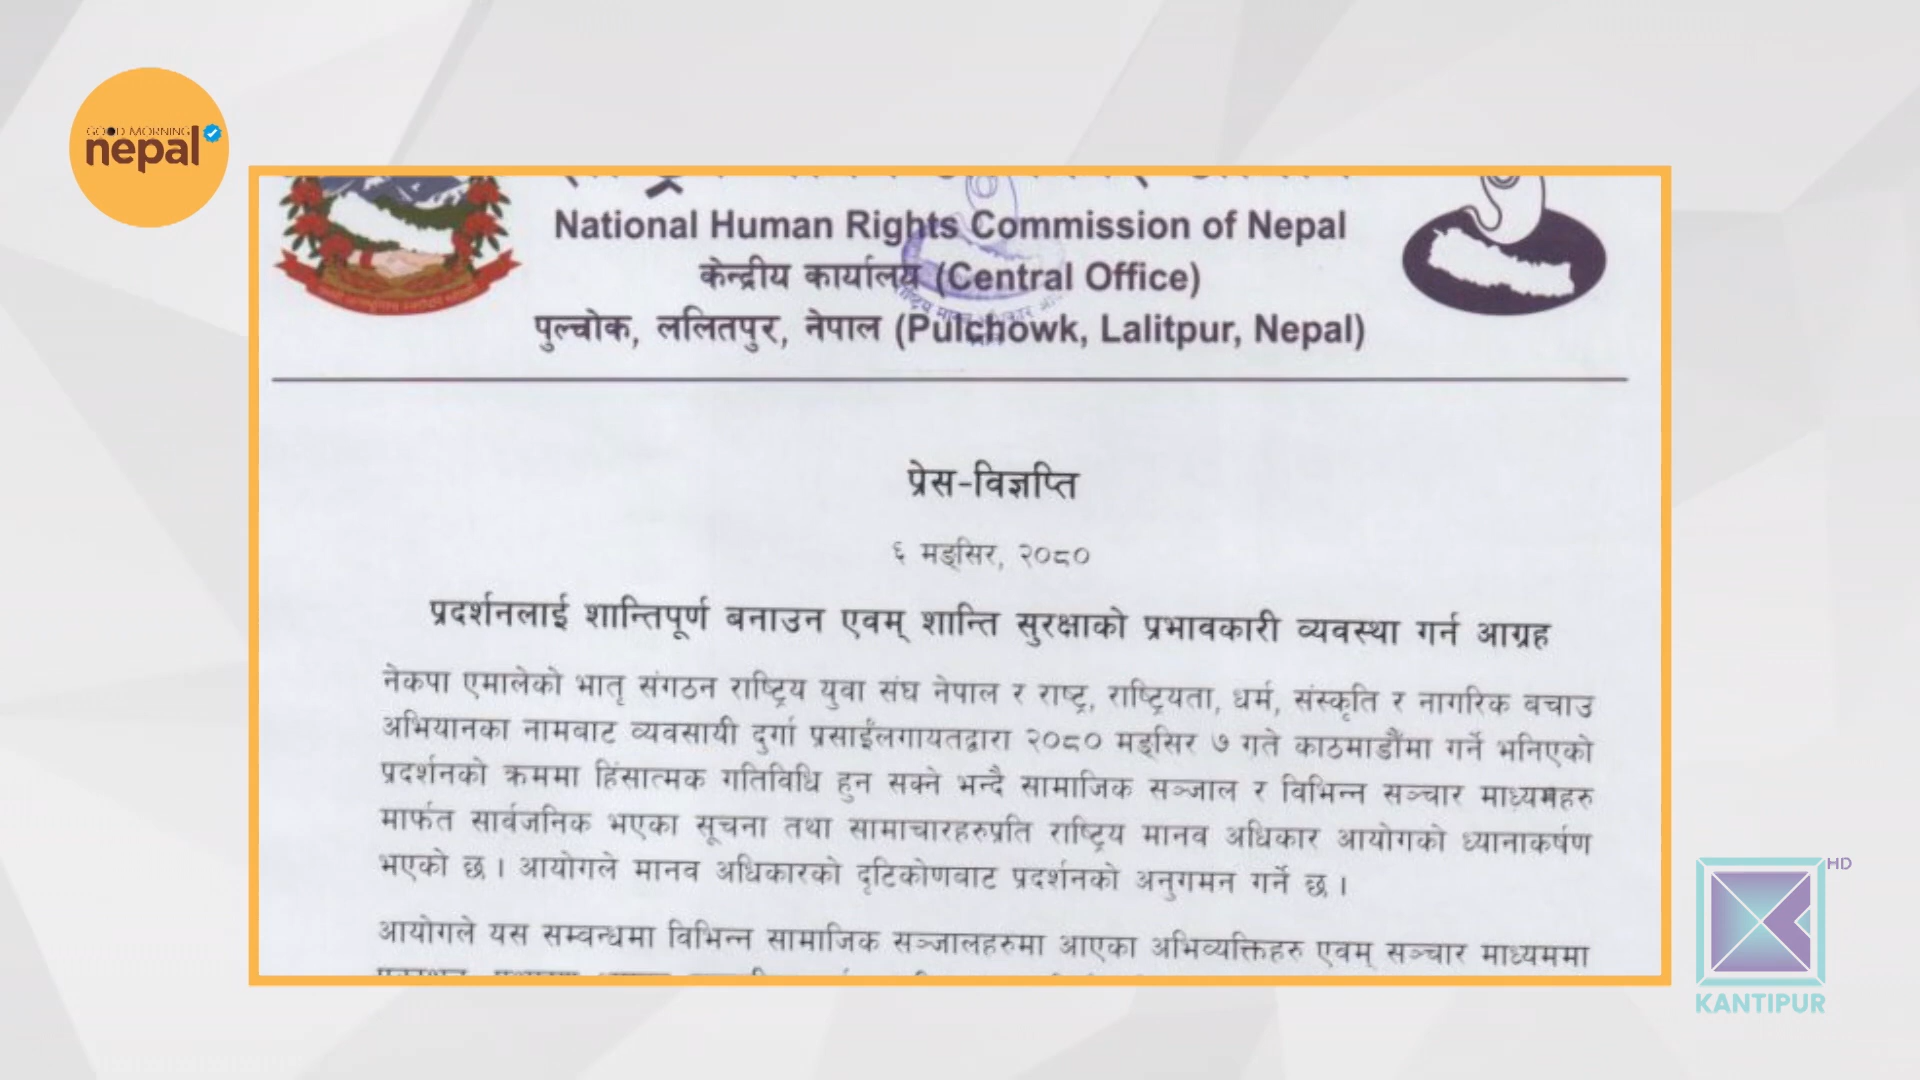 GOOD MORNING
nepal
National Human Rights Commission of Nepal
केन्द्रीय कार्यालय (Central Office)
पुल्चोक, ललितपुर, नेपाल (Pulchowk, Lalitpur, Nepal)
प्रेस-विज्ञप्ति
६ मङ्सिर, २०८०
प्रदर्शनलाई शान्तिपूर्ण बनाउन एवम् शान्ति सुरक्षाको प्रभावकारी व्यवस्था गर्न आग्रह
नेकपा एमालेको भातृ संगठन राष्ट्रिय युवा संघ नेपाल र राष्ट्र, राष्ट्रियता, धर्म, संस्कृति र नागरिक बचाउ
अभियानका नामबाट व्यवसायी दुर्गा प्रसाईंलगायतद्वारा २०८० मङ्सिर ७ गते काठमाडौंमा गर्ने भनिएको
प्रदर्शनको क्रममा हिंसात्मक गतिविधि हुन सक्ने भन्दै सामाजिक सञ्जाल र विभिन्न सञ्चार माध्यमहरु
मार्फत सार्वजनिक भएका सूचना तथा सामाचारहरुप्रति राष्ट्रिय मानव अधिकार आयोगको ध्यानाकर्षण
भएको छ । आयोगले मानव अधिकारको दृटिकोणबाट प्रदर्शनको अनुगमन गर्ने छ ।
आयोगले यस सम्बन्धमा विभिन्न सामाजिक सञ्जालहरुमा आएका अभिव्यक्तिहरु एवम् सञ्चार माध्यममा
HD
KANTIPUR